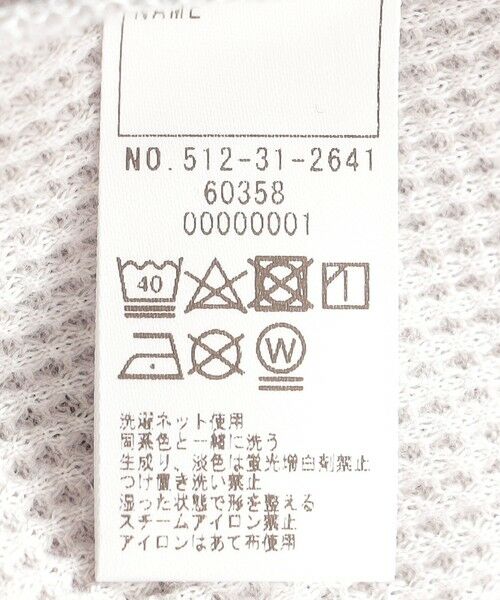 NAME
NO. 512-31-2641
60358
00000001
40
W
洗濯ネット使用
同系色と一緒に洗う
生成り、淡色は蛍光増白剤禁止
つけ置き洗い禁止
湿った状態で形を整える
スチームアイロン禁止
アイロンはあて布使用